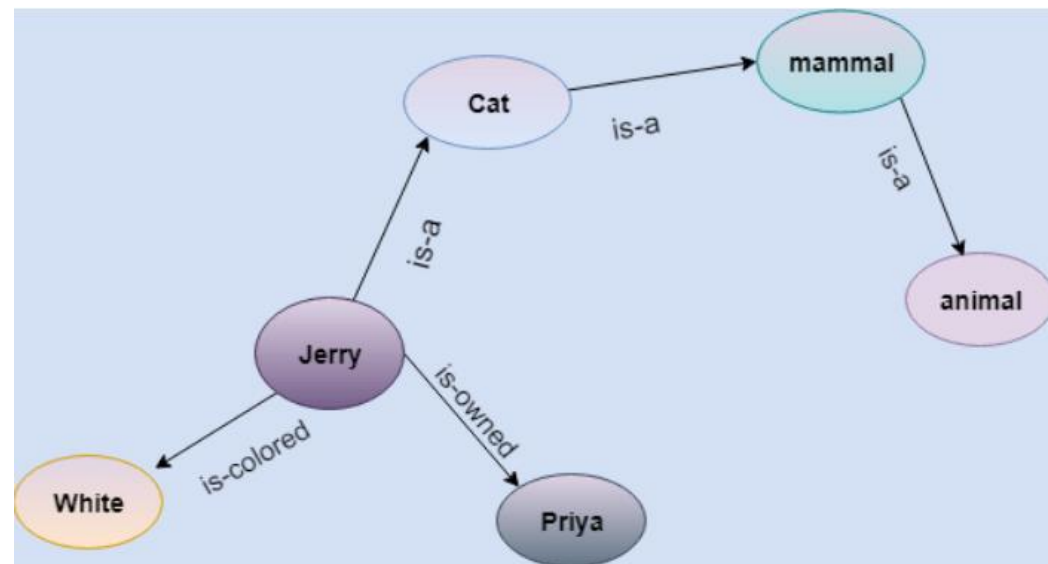 mammal
Cat
is-a
is-a
is-a
animal
Jerry
is-owned
is-colored
White
Priya